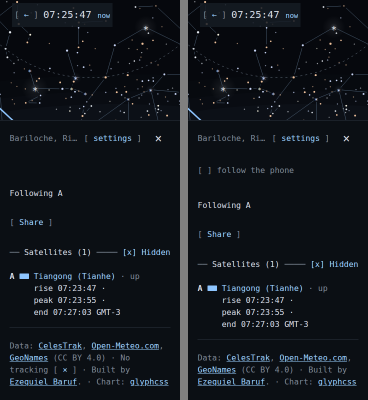 [ ← ] 07:25:47 now
Bariloche, Ri… [ settings ] ×
Following A
[ Share ]
── Satellites (1) ──── [x] Hidden
A Tiangong (Tianhe) · up
rise 07:23:47 ·
peak 07:23:55 ·
end 07:27:03 GMT-3
Data: CelesTrak, Open-Meteo.com,
GeoNames (CC BY 4.0) · No
tracking [ × ] · Built by
Ezequiel Baruf. · Chart: glyphcss
[ ← ] 07:25:47 now
Bariloche, Ri… [ settings ] ×
[ ] follow the phone
Following A
[ Share ]
── Satellites (1) ──── [x] Hidden
A Tiangong (Tianhe) · up
rise 07:23:47 ·
peak 07:23:55 ·
end 07:27:03 GMT-3
Data: CelesTrak, Open-Meteo.com,
GeoNames (CC BY 4.0) · No
tracking [ × ] · Built by
Ezequiel Baruf. · Chart: glyphcss